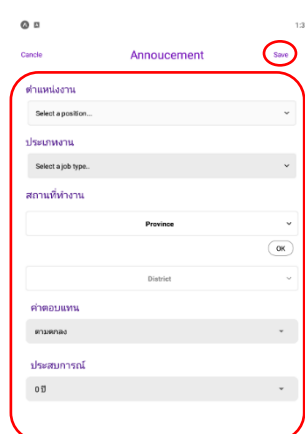 1:3
Cancle
Annoucement
Save
ตำแหน่งงาน
Select a position...
ประเภทงาน
Select a job type..
สถานที่ทำงาน
Province
OK
District
ค่าตอบแทน
ตามตกลง
ประสบการณ์
0 ปี